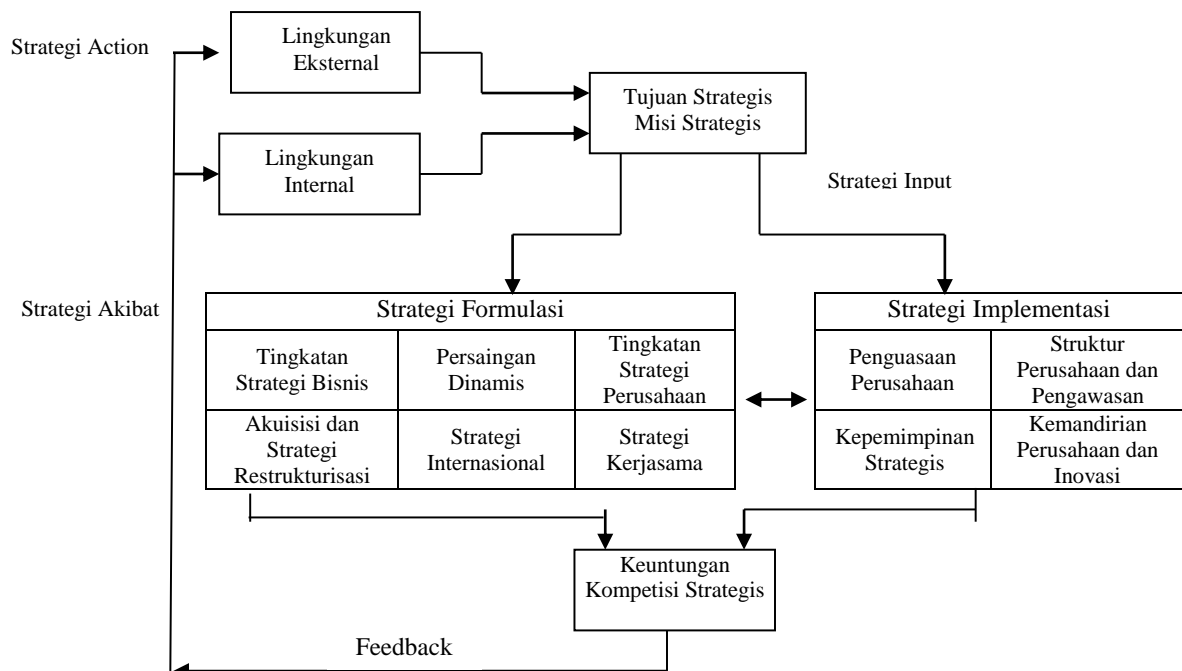 Strategi Action
Lingkungan
Eksternal
Tujuan Strategis
Misi Strategis
Lingkungan
Internal
Strategi Input
Strategi Akibat
Strategi Formulasi
Tingkatan
Strategi Bisnis
Persaingan
Dinamis
Tingkatan
Strategi
Perusahaan
Akuisisi dan
Strategi
Restrukturisasi
Strategi
Internasional
Strategi
Kerjasama
Strategi Implementasi
Penguasaan
Perusahaan
Struktur
Perusahaan dan
Pengawasan
Kepemimpinan
Strategis
Kemandirian
Perusahaan dan
Inovasi
Keuntungan
Kompetisi Strategis
Feedback